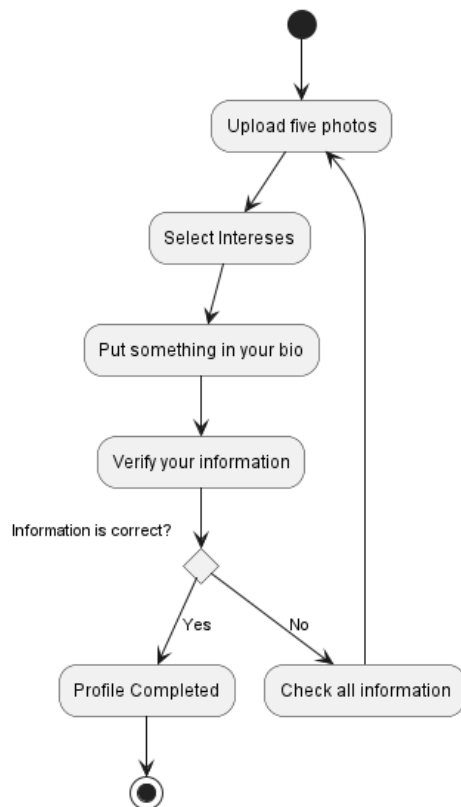 Upload five photos
Select Intereses
Put something in your bio
Verify your information
Information is correct?
Yes
No
Profile Completed
Check all information